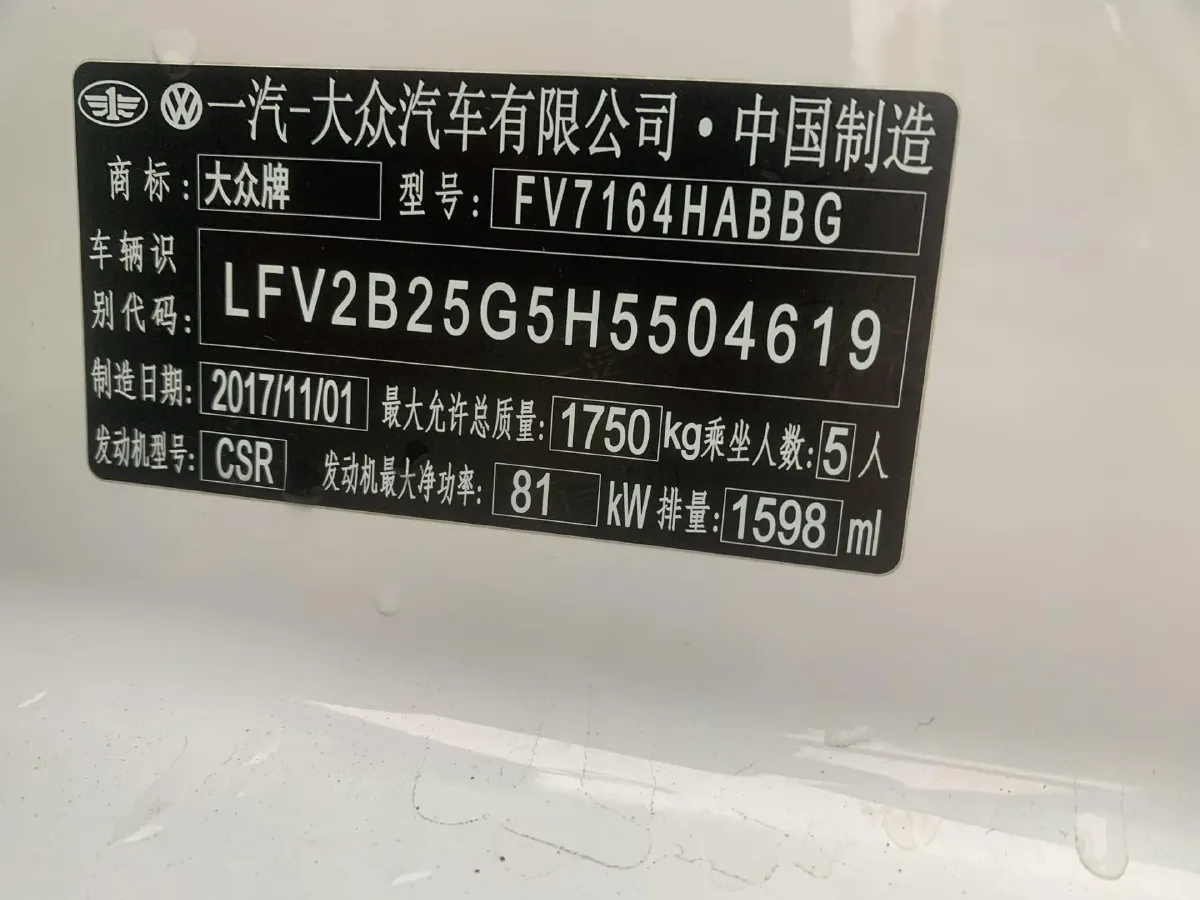 一汽-大众汽车有限公司·中国制造
商标: 大众牌 型号: FV7164HABBG
车辆识别代码: LFV2B25G5H5504619
制造日期: 2017/11/01 最大允许总质量: 1750 kg 乘坐人数: 5 人
发动机型号: CSR 发动机最大净功率: 81 kW 排量: 1598 ml